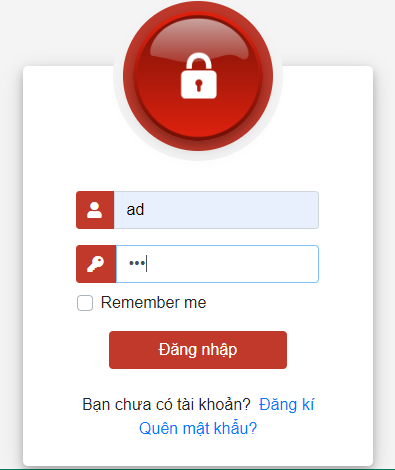 ad
•••
Remember me
Đăng nhập
Bạn chưa có tài khoản? Đăng kí
Quên mật khẩu?